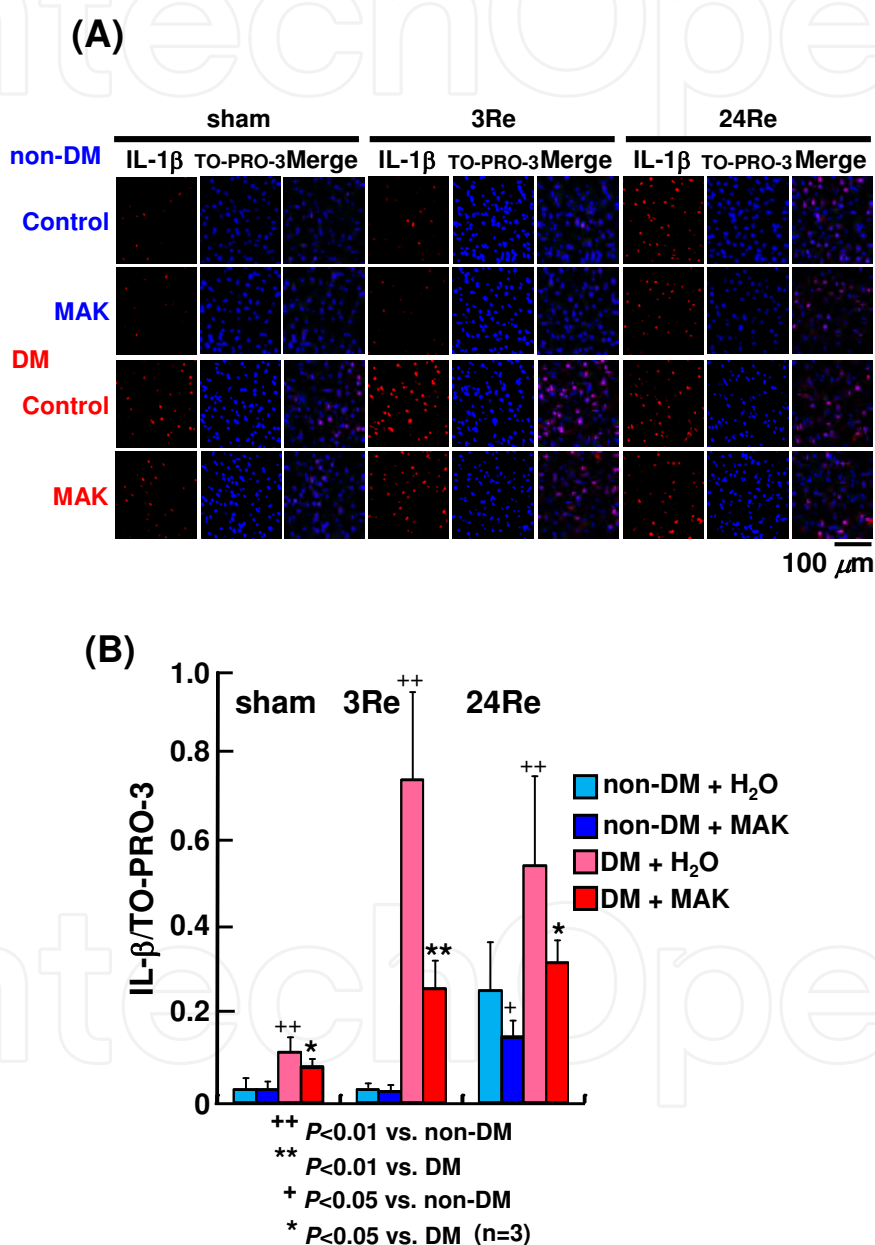 (A)
sham 3Re 24Re
non-DM IL-1β TO-PRO-3 Merge IL-1β TO-PRO-3 Merge IL-1β TO-PRO-3 Merge
Control
MAK
DM
Control
MAK
100 μm
(B)
IL-β/TO-PRO-3
1.0
0.8
0.6
0.4
0.2
0
sham 3Re 24Re
++
*
++
**
+
++
*
non-DM + H₂O
non-DM + MAK
DM + H₂O
DM + MAK
++ P<0.01 vs. non-DM
** P<0.01 vs. DM
+ P<0.05 vs. non-DM
* P<0.05 vs. DM (n=3)
ntechOpe
ntechOpe